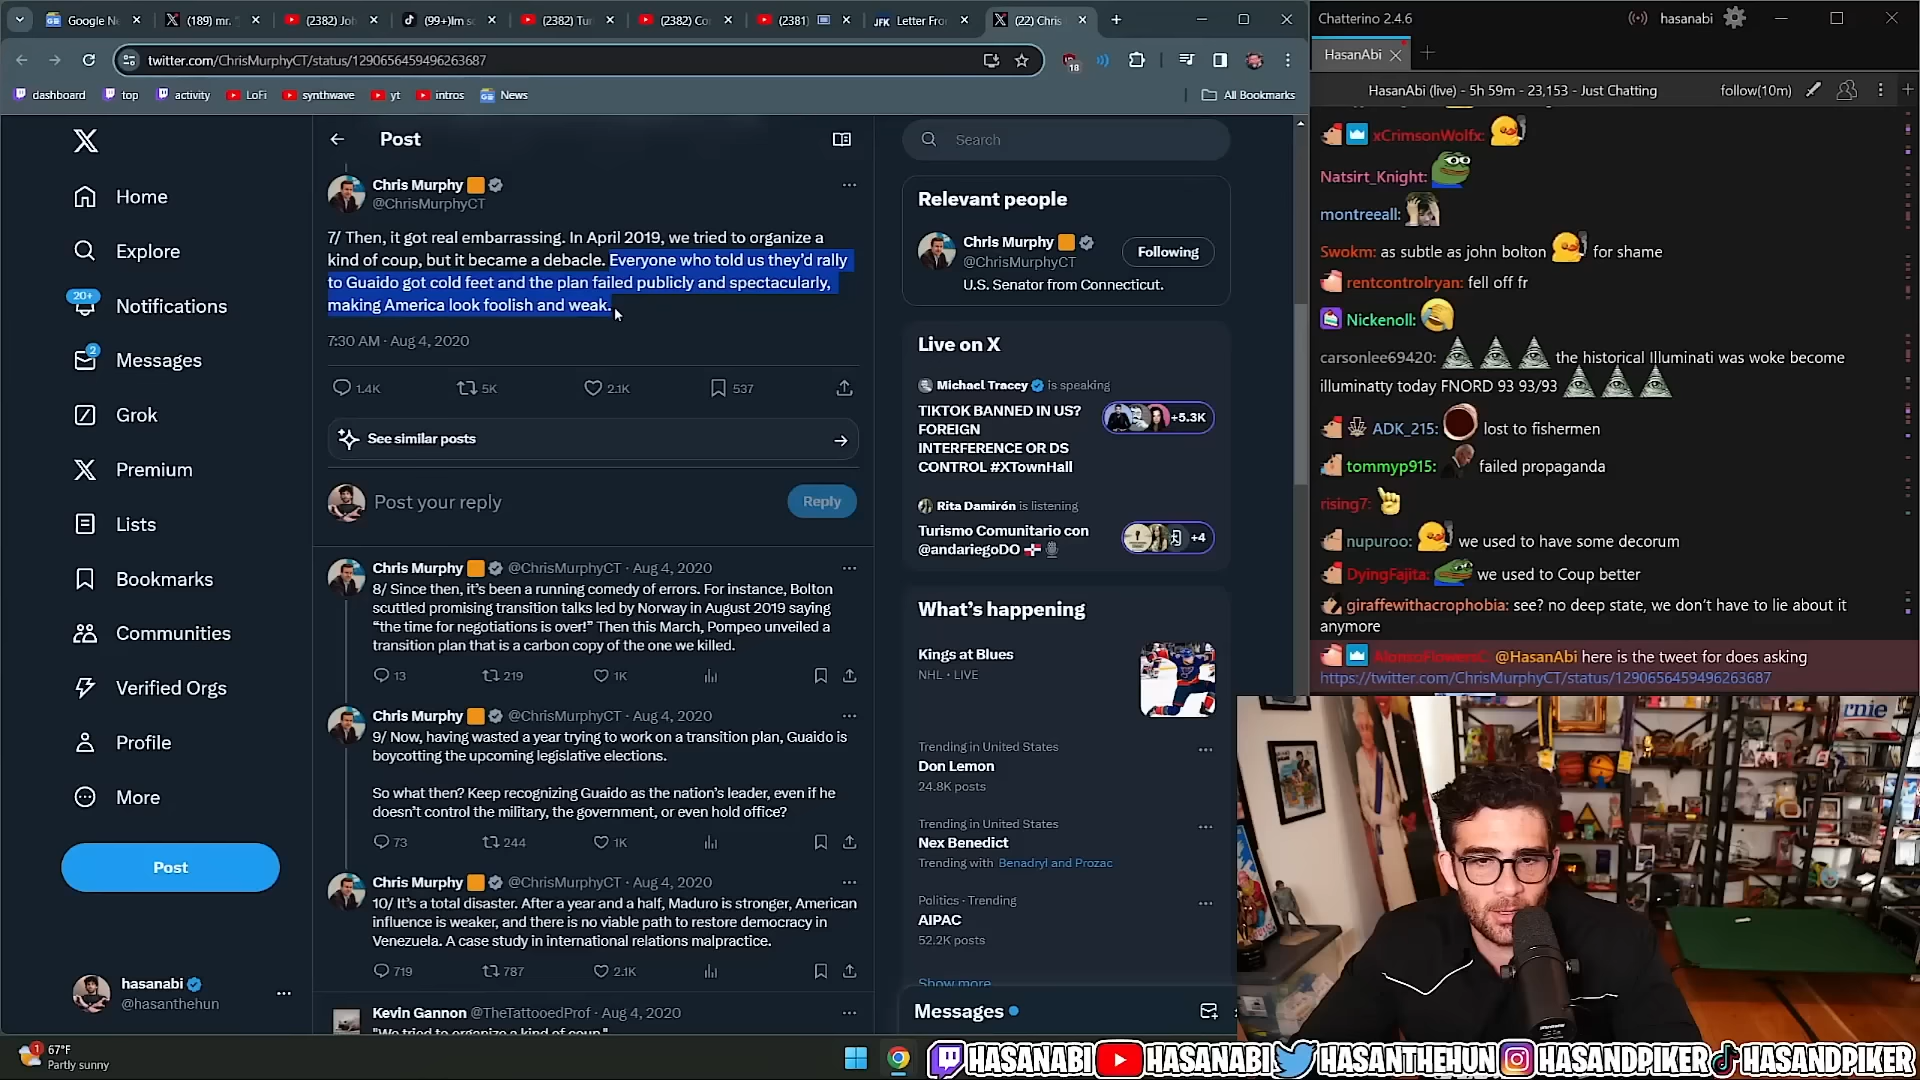 Google Ne
(189) mr. "
(2382) Joh
(99+)lm so
(2382) Tur
(2382) Co
(2381)
JFK Letter Fro
(22) Chris
twitter.com/ChrisMurphyCT/status/1290656459496263687
18
dashboard
top
activity
LoFi
synthwave
yt
intros
News
All Bookmarks
Home
Explore
20+
Notifications
2
Messages
Grok
Premium
Lists
Bookmarks
Communities
Verified Orgs
Profile
More
Post
hasanabi
@hasanthehun
Post
Chris Murphy
@ChrisMurphyCT
7/ Then, it got real embarrassing. In April 2019, we tried to organize a
kind of coup, but it became a debacle. Everyone who told us they'd rally
to Guaido got cold feet and the plan failed publicly and spectacularly,
making America look foolish and weak.
7:30 AM · Aug 4, 2020
1.4K
5K
2.1K
537
See similar posts
Post your reply
Reply
Chris Murphy @ChrisMurphyCT · Aug 4, 2020
8/ Since then, it's been a running comedy of errors. For instance, Bolton
scuttled promising transition talks led by Norway in August 2019 saying
"the time for negotiations is over!" Then this March, Pompeo unveiled a
transition plan that is a carbon copy of the one we killed.
13
219
1K
Chris Murphy @ChrisMurphyCT · Aug 4, 2020
9/ Now, having wasted a year trying to work on a transition plan, Guaido is
boycotting the upcoming legislative elections.
So what then? Keep recognizing Guaido as the nation's leader, even if he
doesn't control the military, the government, or even hold office?
73
244
1K
Chris Murphy @ChrisMurphyCT · Aug 4, 2020
10/ It's a total disaster. After a year and a half, Maduro is stronger, American
influence is weaker, and there is no viable path to restore democracy in
Venezuela. A case study in international relations malpractice.
719
787
2.1K
Kevin Gannon @TheTattooedProf · Aug 4, 2020
"We tried to organize a kind of coup."
Search
Relevant people
Chris Murphy
@ChrisMurphyCT
Following
U.S. Senator from Connecticut.
Live on X
Michael Tracey is speaking
TIKTOK BANNED IN US?
FOREIGN
INTERFERENCE OR DS
CONTROL #XTownHall
+5.3K
Rita Damirón is listening
Turismo Comunitario con
@andariegoDO
+4
What's happening
Kings at Blues
NHL · LIVE
Trending in United States
Don Lemon
24.8K posts
Trending in United States
Nex Benedict
Trending with Benadryl and Prozac
Politics · Trending
AIPAC
52.2K posts
Show more
Messages
Chatterino 2.4.6
hasanabi
HasanAbi
HasanAbi (live) - 5h 59m - 23,153 - Just Chatting
follow(10m)
xCrimsonWolfx:
Natsirt_Knight:
montreeall:
Swokm: as subtle as john bolton for shame
rentcontrolryan: fell off fr
Nickenoll:
carsonlee69420: the historical Illuminati was woke become
illuminatty today FNORD 93 93/93
ADK_215: lost to fishermen
tommyp915: failed propaganda
rising7:
nupuroo: we used to have some decorum
DyingFajita: we used to Coup better
giraffewithacrophobia: see? no deep state, we don't have to lie about it
anymore
AlonsoFlowersC: @HasanAbi here is the tweet for does asking
https://twitter.com/ChrisMurphyCT/status/1290656459496263687
rnie
1
67°F
Partly sunny
HASANABI
HASANABI
HASANTHEHUN
HASANDPIKER
HASANDPIKER